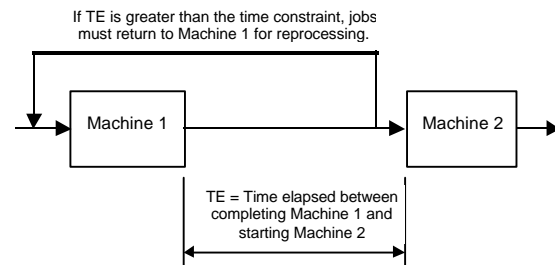 If TE is greater than the time constraint, jobs
must return to Machine 1 for reprocessing.
Machine 1
Machine 2
TE = Time elapsed between
completing Machine 1 and
starting Machine 2